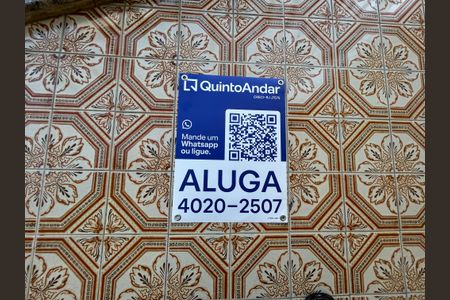 QuintoAndar
Mande um
Whatsapp
ou ligue.
ALUGA
4020-2507